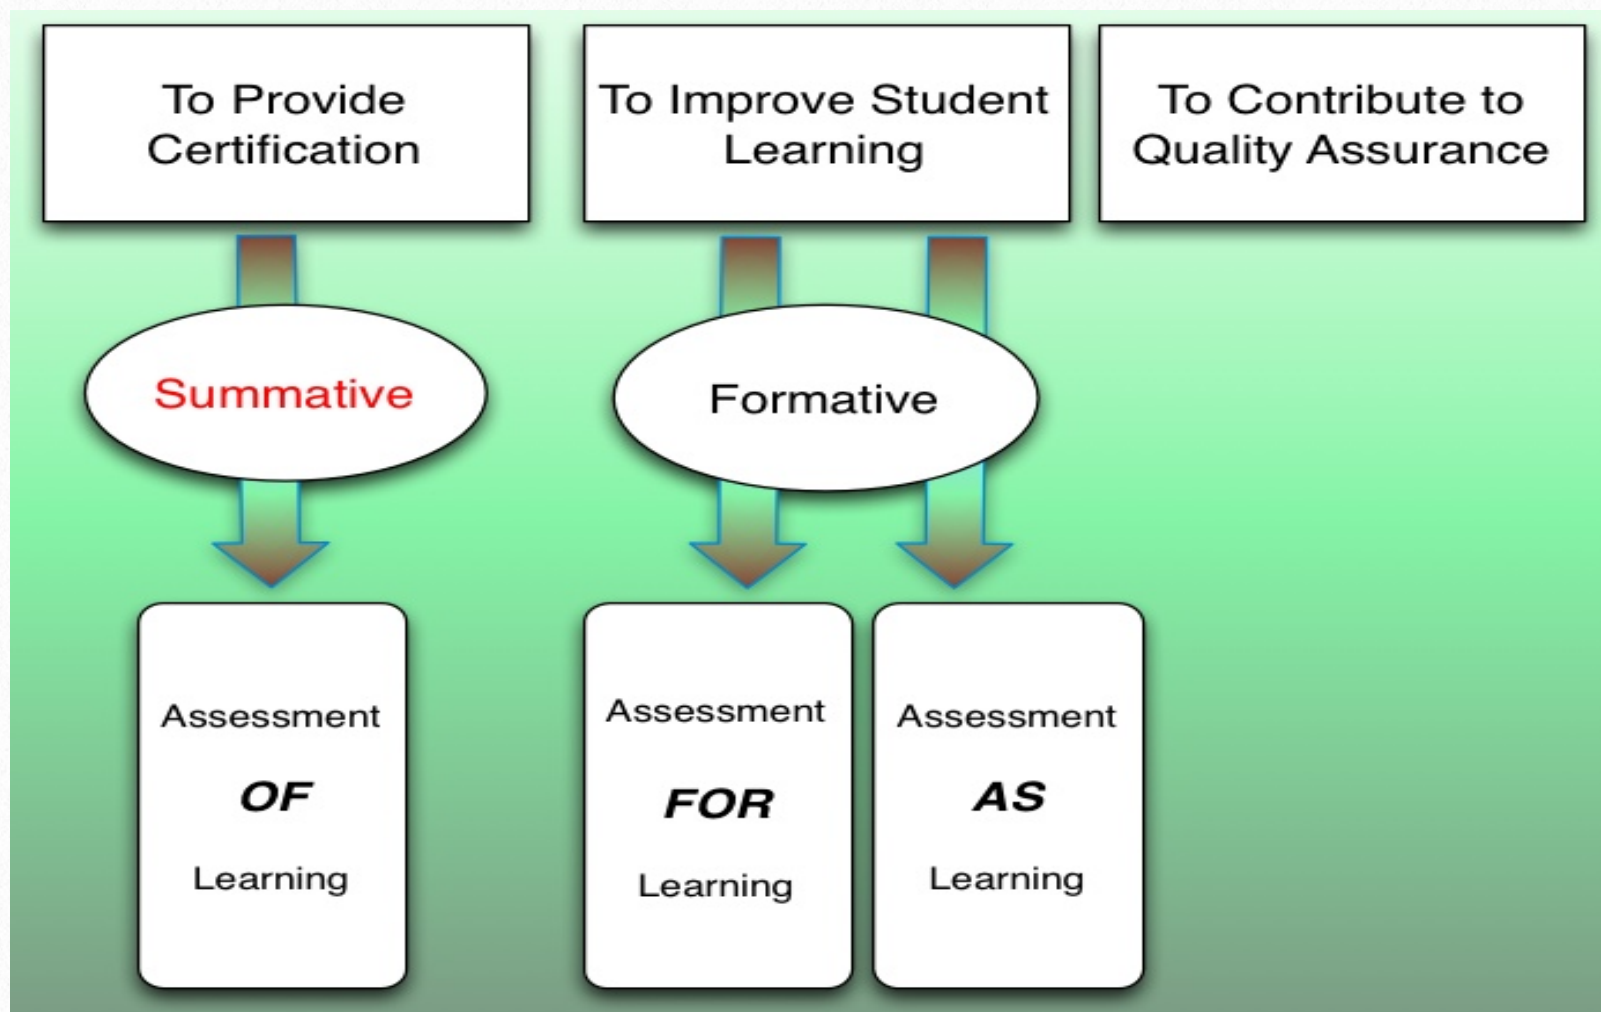 To Provide
Certification
To Improve Student
Learning
To Contribute to
Quality Assurance
Summative
Formative
Assessment
OF
Learning
Assessment
FOR
Learning
Assessment
AS
Learning